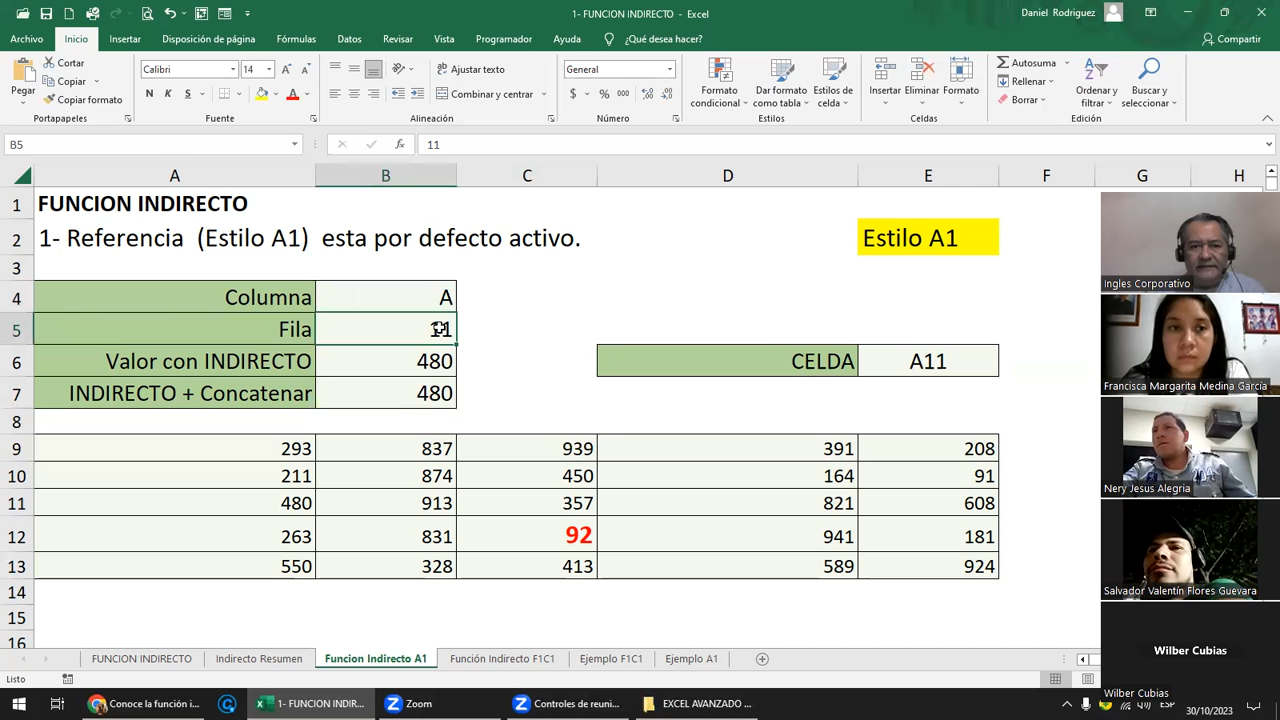 1- FUNCION INDIRECTO - Excel
Daniel Rodriguez
Archivo Inicio Insertar Disposición de página Fórmulas Datos Revisar Vista Programador Ayuda ¿Qué desea hacer? Compartir
Pegar
Cortar
Copiar
Copiar formato
Portapapeles
Calibri 14
N K S
Fuente
Ajustar texto
Combinar y centrar
Alineación
General
$ % 000
Número
Formato condicional
Dar formato como tabla
Estilos de celda
Estilos
Insertar Eliminar Formato
Celdas
Autosuma
Rellenar
Borrar
Ordenar y filtrar
Buscar y seleccionar
Edición
B5 fx 11
A B C D E F G H
1 FUNCION INDIRECTO
2 1- Referencia (Estilo A1) esta por defecto activo. Estilo A1
3
4 Columna A
5 Fila 11
6 Valor con INDIRECTO 480 CELDA A11
7 INDIRECTO + Concatenar 480
8
9 293 837 939 391 208
10 211 874 450 164 91
11 480 913 357 821 608
12 263 831 92 941 181
13 550 328 413 589 924
14
15
16
Ingles Corporativo
Francisca Margarita Medina García
Nery Jesus Alegria
Salvador Valentín Flores Guevara
Wilber Cubias
Wilber Cubias
FUNCION INDIRECTO Indirecto Resumen Funcion Indirecto A1 Función Indirecto F1C1 Ejemplo F1C1 Ejemplo A1
Listo
Conoce la función i... 1- FUNCION INDIR... Zoom Controles de reuni... EXCEL AVANZADO ... ESP 30/10/2023